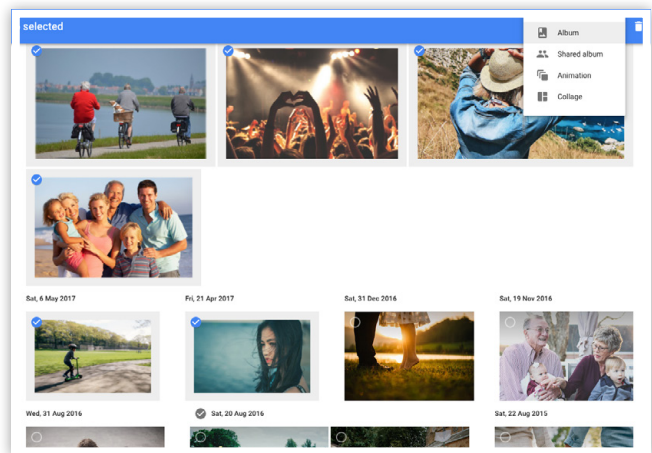 selected
Album
Shared album
Animation
Collage
Sat, 6 May 2017
Fri, 21 Apr 2017
Sat, 31 Dec 2016
Sat, 19 Nov 2016
Wed, 31 Aug 2016
Sat, 20 Aug 2016
Sat, 22 Aug 2015